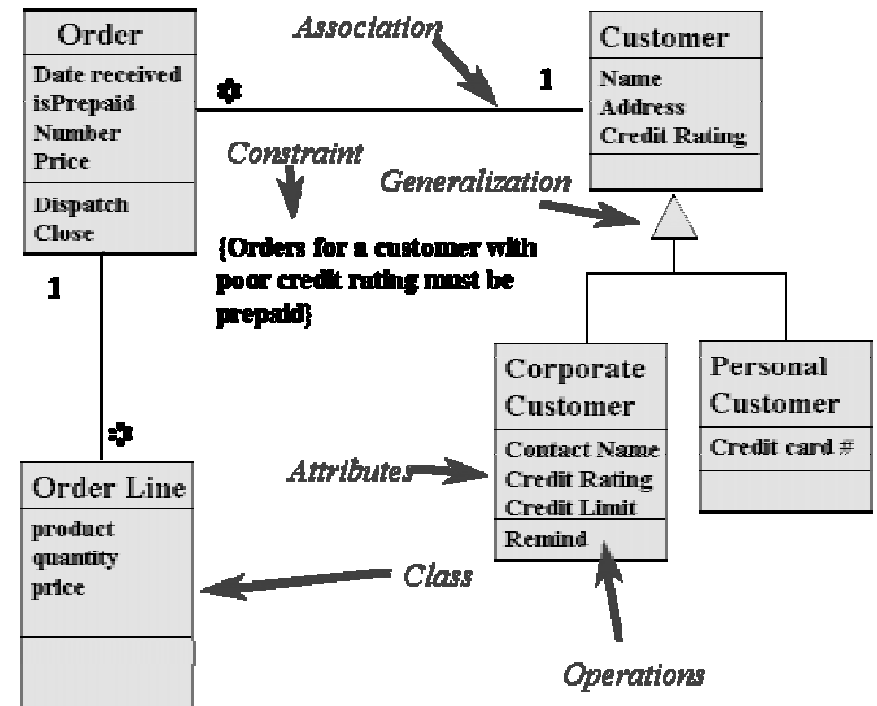 Order
Date received
isPrepaid
Number
Price
Dispatch
Close
Association
*
1
Customer
Name
Address
Credit Rating
Constraint
Generalization
{Orders for a customer with
poor credit rating must be
prepaid}
1
*
Corporate
Customer
Contact Name
Credit Rating
Credit Limit
Remind
Personal
Customer
Credit card #
Attributes
Order Line
product
quantity
price
Class
Operations